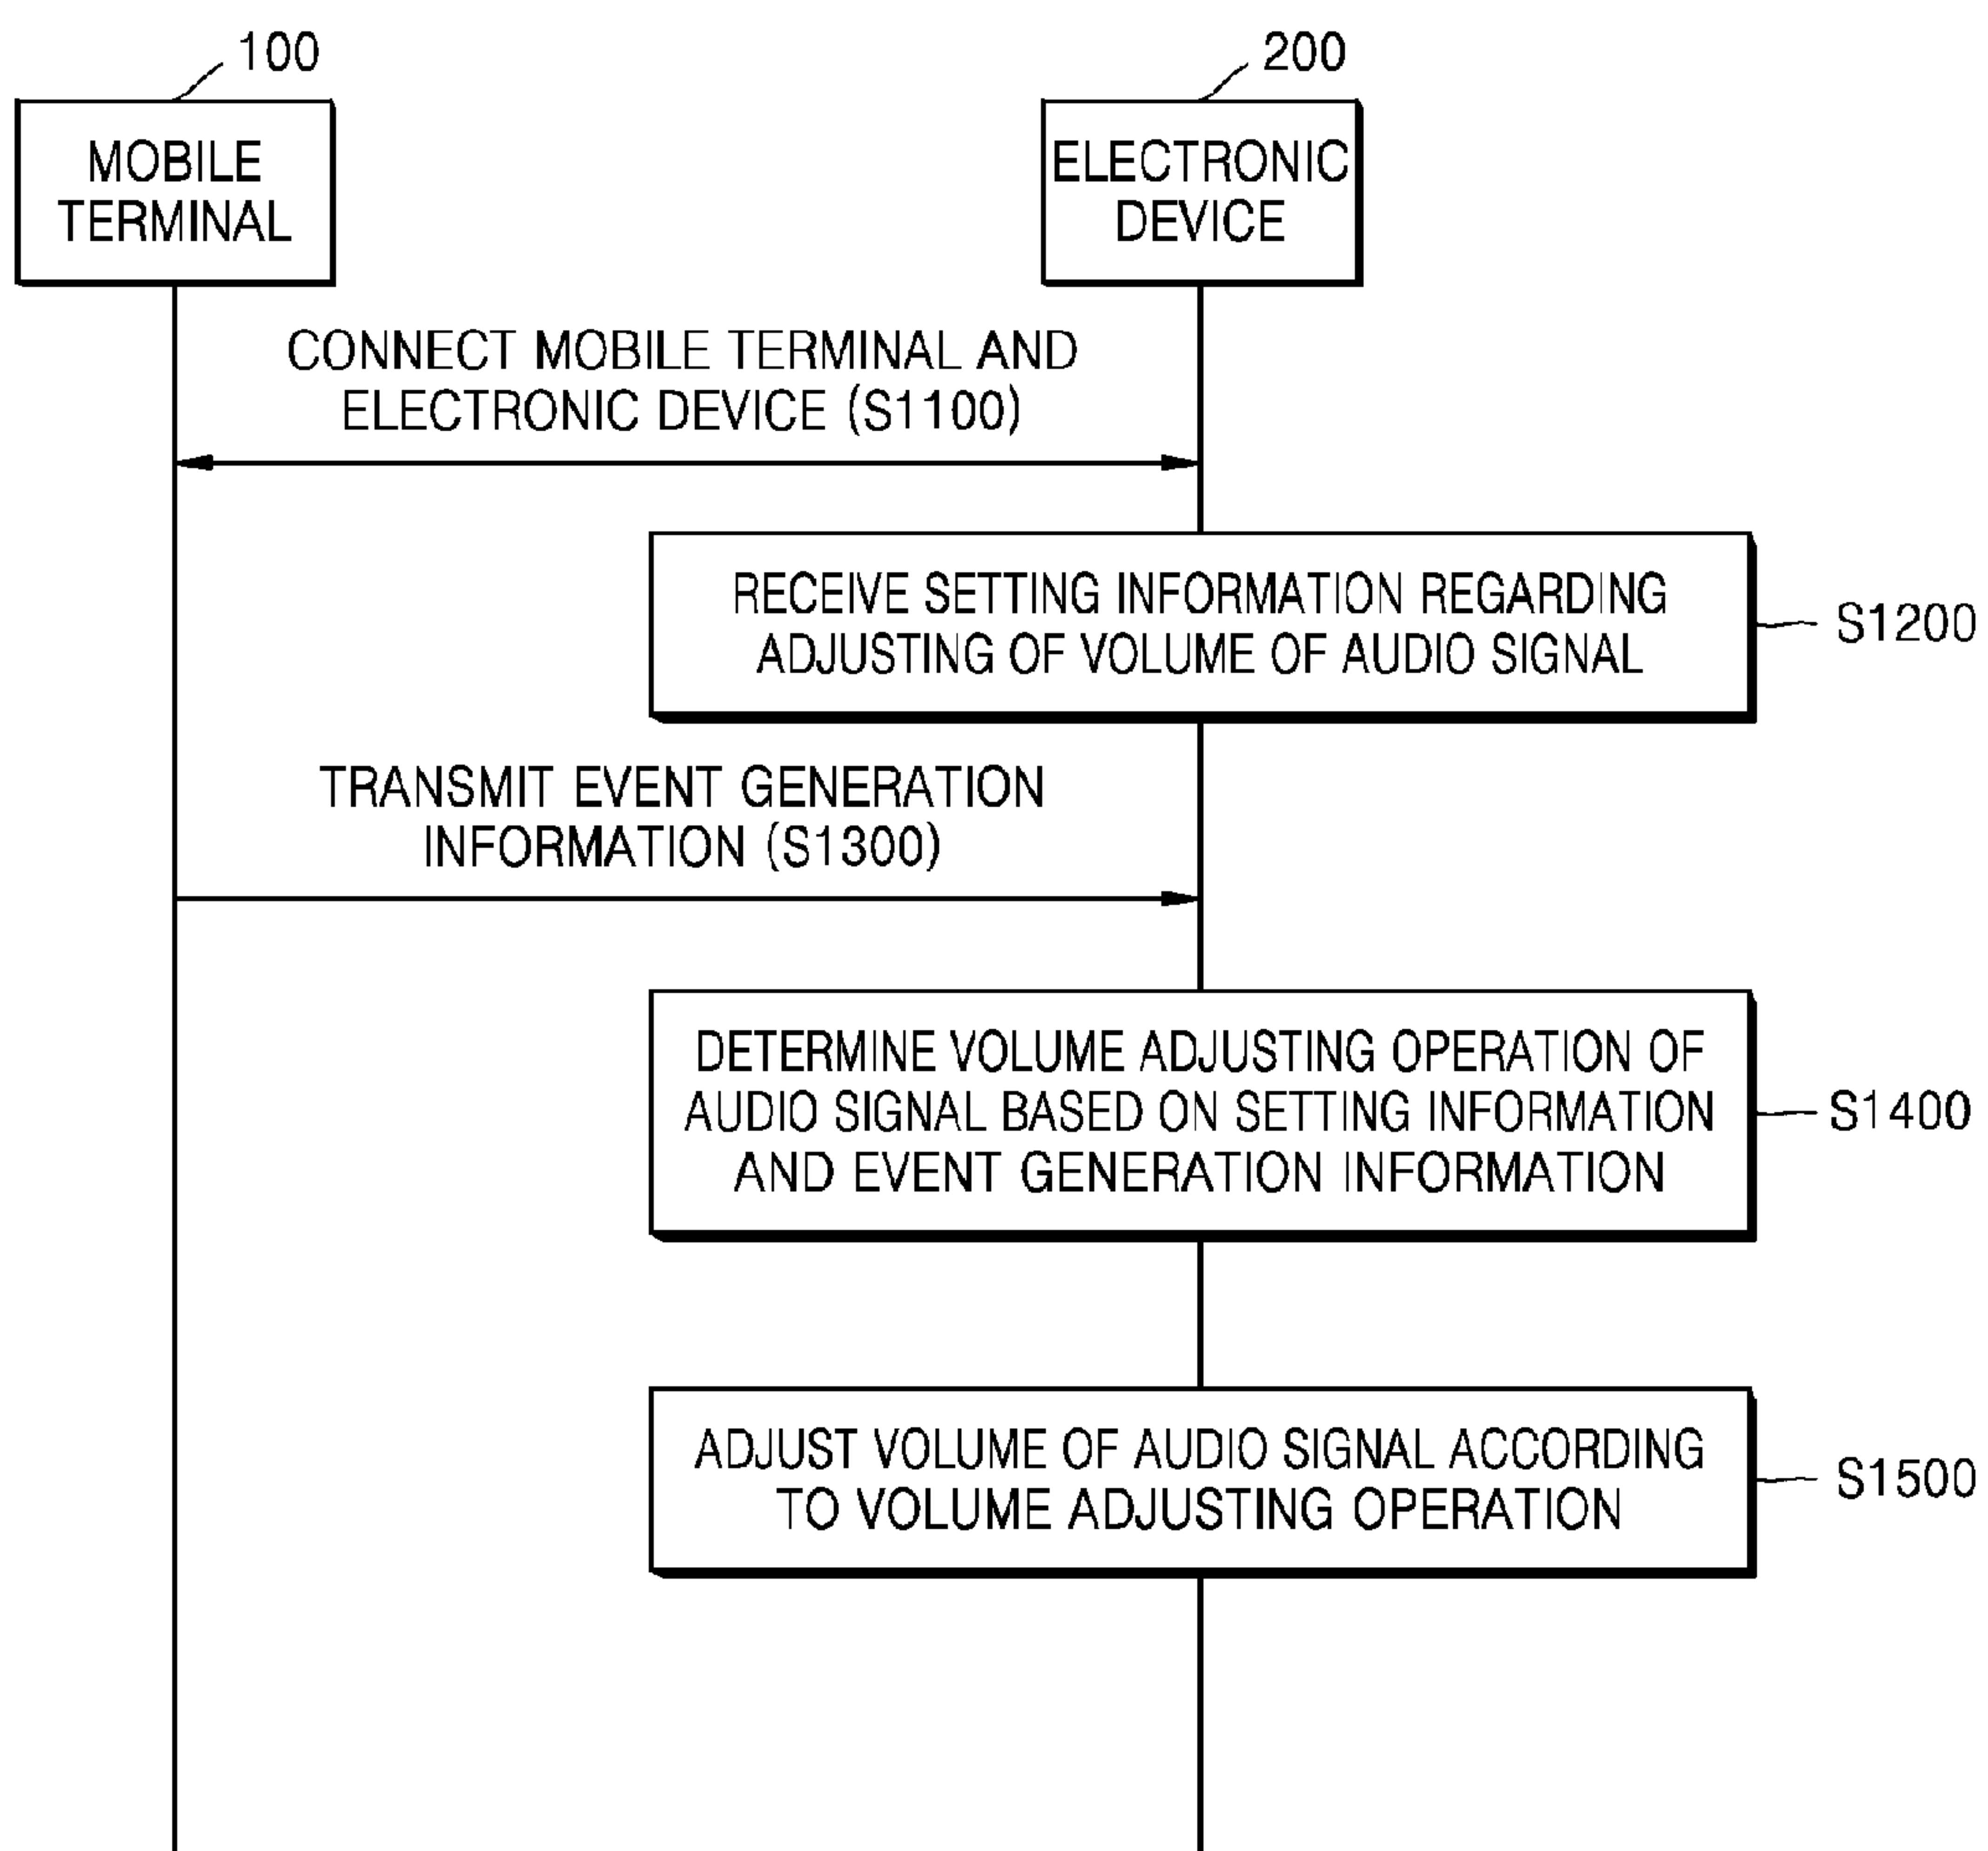 100
200
MOBILE
TERMINAL
ELECTRONIC
DEVICE
CONNECT MOBILE TERMINAL AND
ELECTRONIC DEVICE (S1100)
RECEIVE SETTING INFORMATION REGARDING
ADJUSTING OF VOLUME OF AUDIO SIGNAL
S1200
TRANSMIT EVENT GENERATION
INFORMATION (S1300)
DETERMINE VOLUME ADJUSTING OPERATION OF
AUDIO SIGNAL BASED ON SETTING INFORMATION
AND EVENT GENERATION INFORMATION
S1400
ADJUST VOLUME OF AUDIO SIGNAL ACCORDING
TO VOLUME ADJUSTING OPERATION
S1500